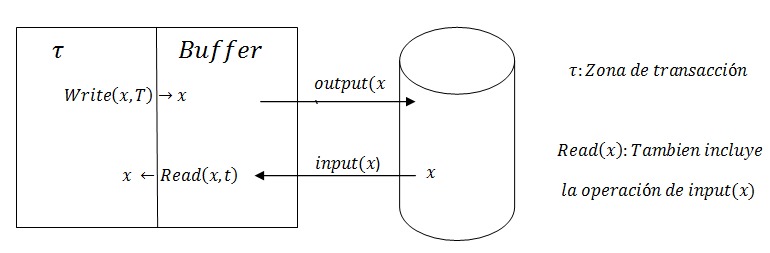 τ Buffer
Write(x,T) → x
x ← Read(x,t)
output(x
input(x)
x
τ: Zona de transacción
Read(x): Tambien incluye
la operación de input(x)